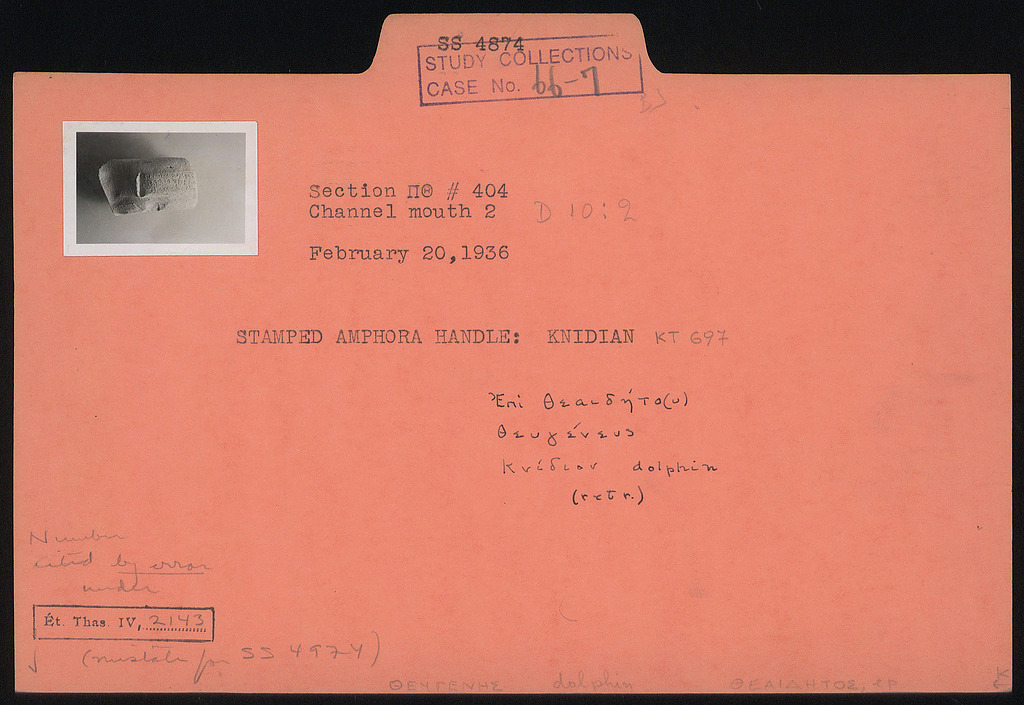 SS 4874
STUDY COLLECTIONS
CASE No. 66-7
Section ΠΘ # 404
Channel mouth 2 D 10:2
February 20,1936
STAMPED AMPHORA HANDLE: KNIDIAN KT 697
Ἐπὶ Θεαιδήτο(υ)
Θευγένευς
Κνίδιον dolphin
(retr.)
Number
cited by error
under
Ét. Thas. IV, 2143
(mistake for SS 4974)
ΘΕΥΓΕΝΗΣ dolphin ΘΕΑΙΔΗΤΟΣ, ep